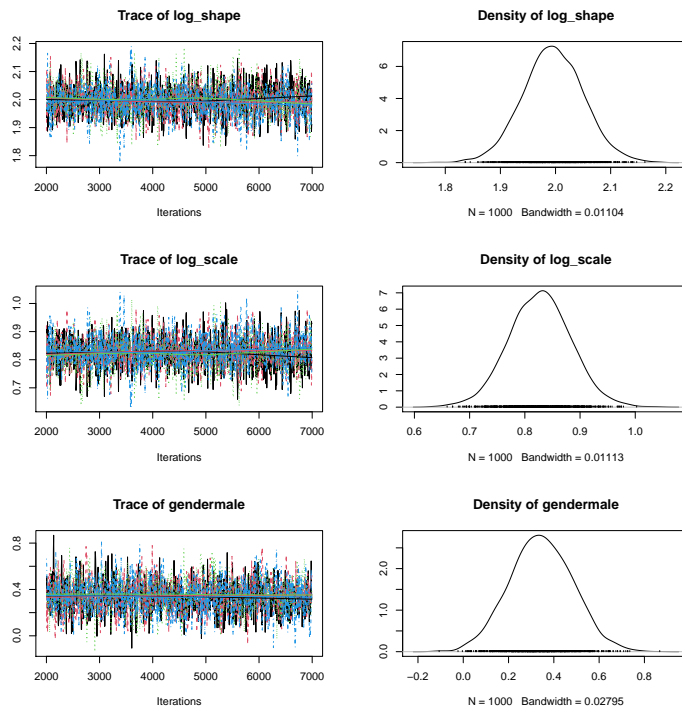 Trace of log_shape
1.8 1.9 2.0 2.1 2.2
2000 3000 4000 5000 6000 7000
Iterations
Density of log_shape
0 2 4 6
1.8 1.9 2.0 2.1 2.2
N = 1000 Bandwidth = 0.01104
Trace of log_scale
0.7 0.8 0.9 1.0
2000 3000 4000 5000 6000 7000
Iterations
Density of log_scale
0 1 2 3 4 5 6 7
0.6 0.7 0.8 0.9 1.0
N = 1000 Bandwidth = 0.01113
Trace of gendermale
0.0 0.4 0.8
2000 3000 4000 5000 6000 7000
Iterations
Density of gendermale
0.0 1.0 2.0
−0.2 0.0 0.2 0.4 0.6 0.8
N = 1000 Bandwidth = 0.02795